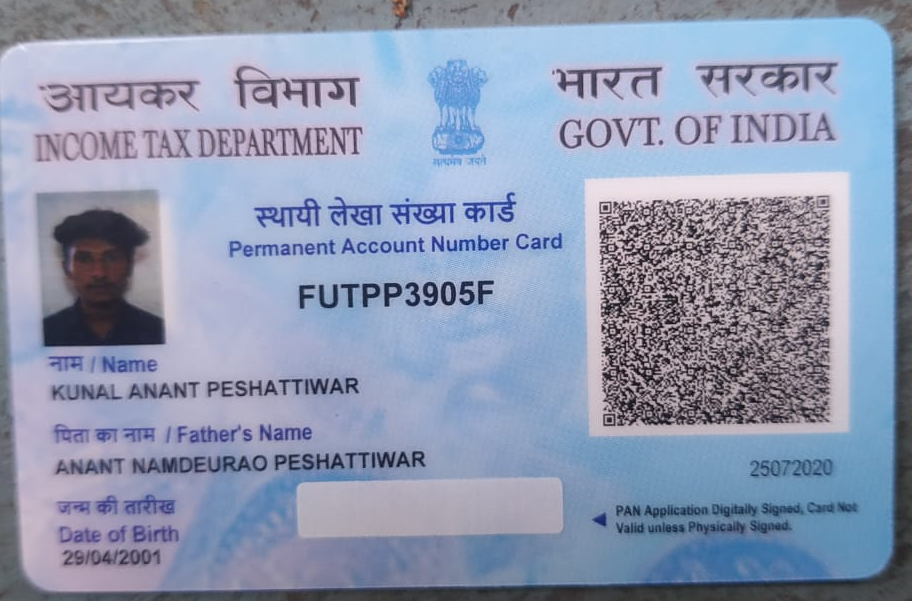 आयकर विभाग
INCOME TAX DEPARTMENT
सत्यमेव जयते
भारत सरकार
GOVT. OF INDIA
स्थायी लेखा संख्या कार्ड
Permanent Account Number Card
FUTPP3905F
नाम / Name
KUNAL ANANT PESHATTIWAR
पिता का नाम / Father's Name
ANANT NAMDEURAO PESHATTIWAR
जन्म की तारीख
Date of Birth
29/04/2001
25072020
PAN Application Digitally Signed, Card Not
Valid unless Physically Signed.